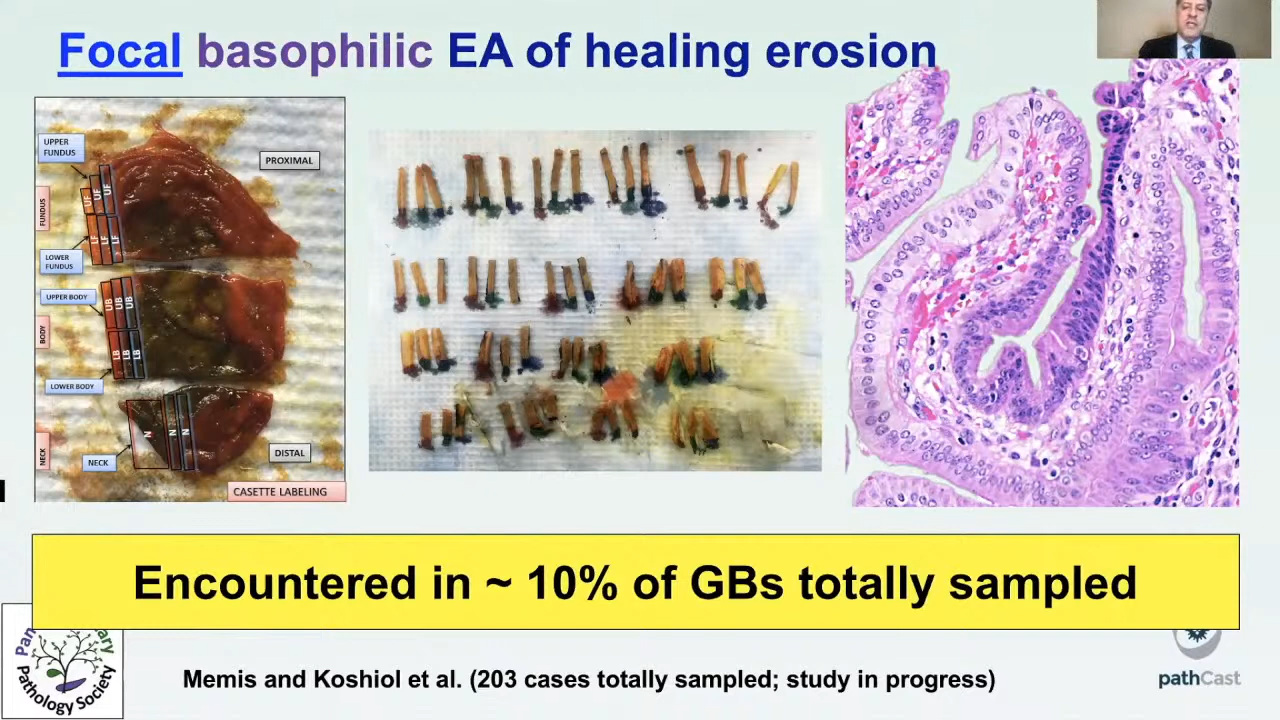 Focal basophilic EA of healing erosion
UPPER
FUNDUS
PROXIMAL
UF UF UF
FUNDUS
LF LF LF
LOWER
FUNDUS
UPPER BODY
UB UB UB
BODY
LB LB LB
LOWER BODY
N N N
NECK
NECK
DISTAL
CASETTE LABELING
Encountered in ~ 10% of GBs totally sampled
Pathology Society
Memis and Koshiol et al. (203 cases totally sampled; study in progress)
pathCast